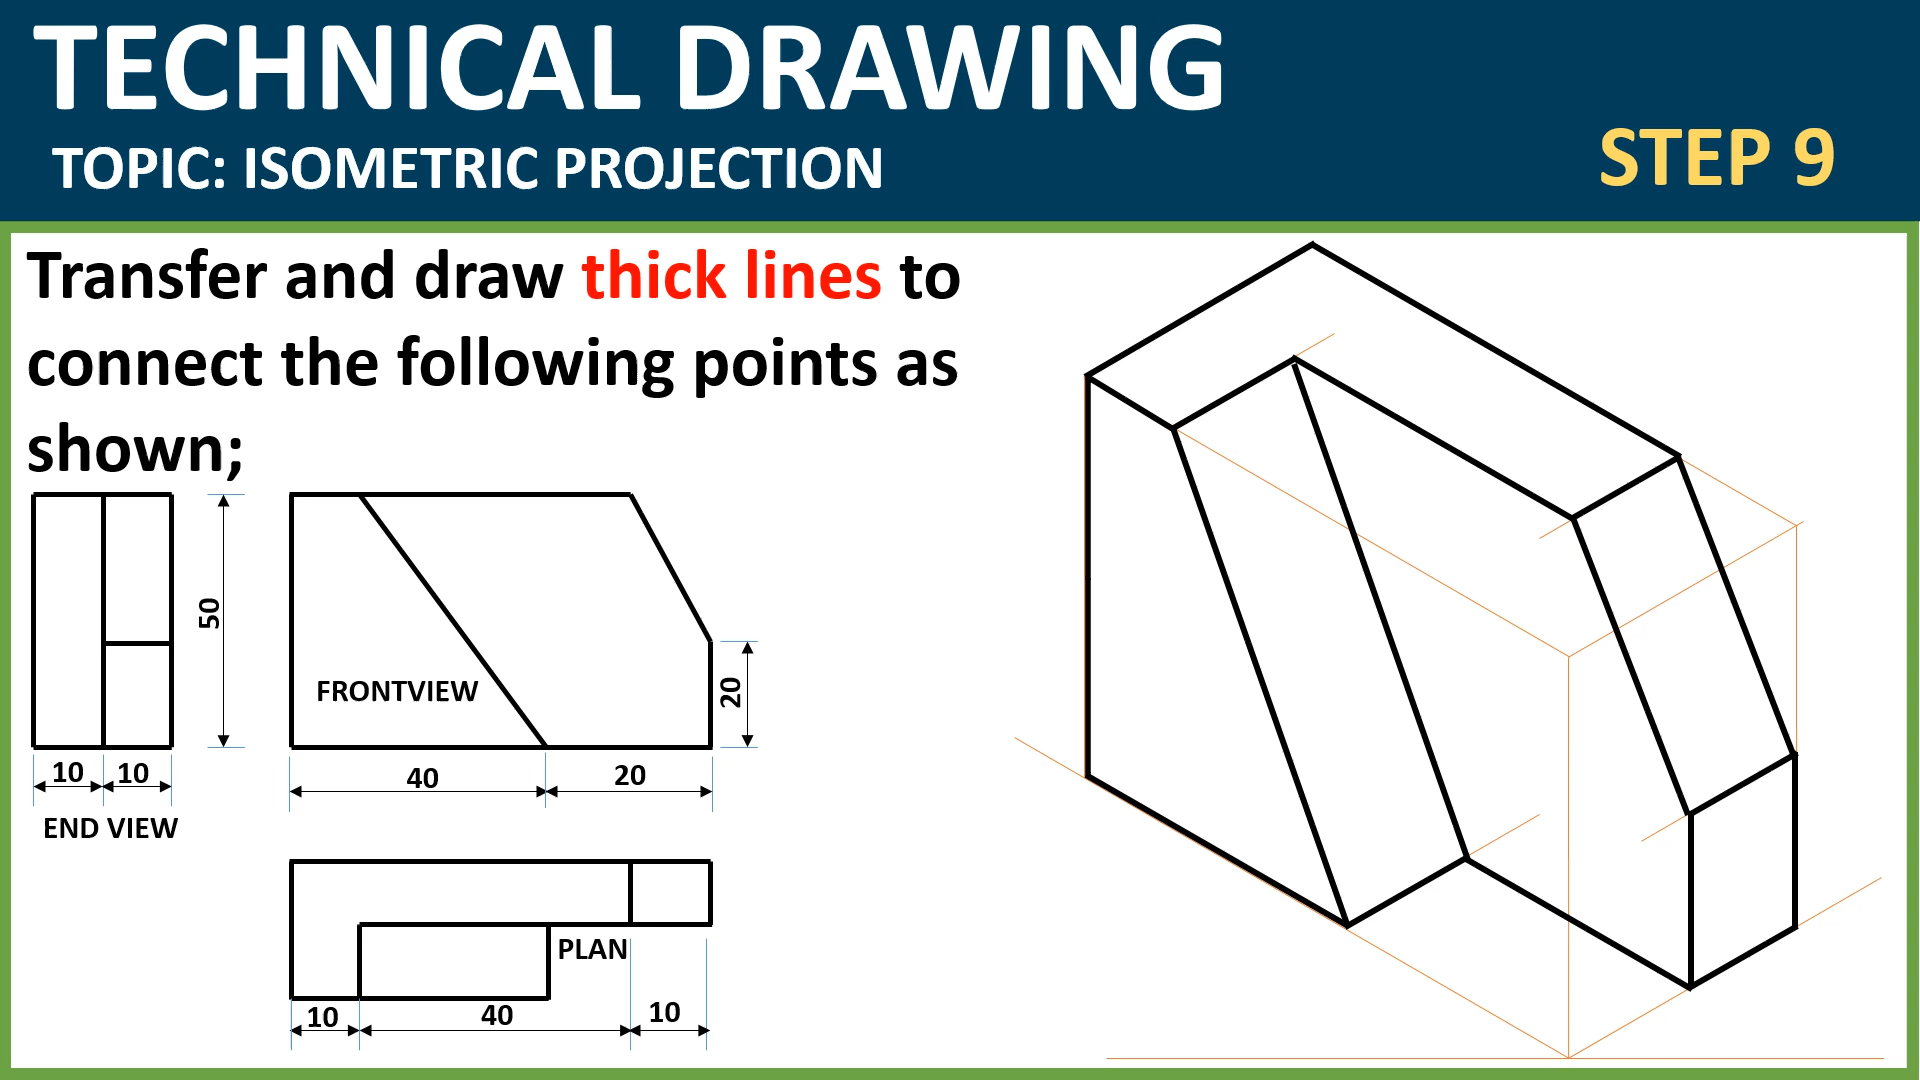 TECHNICAL DRAWING
TOPIC: ISOMETRIC PROJECTION
STEP 9
Transfer and draw thick lines to
connect the following points as
shown;
50
FRONTVIEW
20
10 10
40
20
END VIEW
PLAN
10
40
10